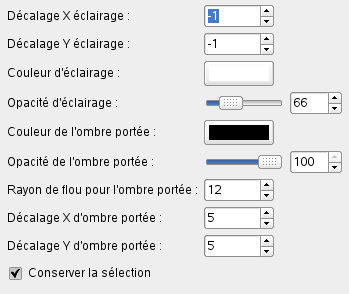 Décalage X éclairage : -1
Décalage Y éclairage : -1
Couleur d'éclairage :
Opacité d'éclairage : 66
Couleur de l'ombre portée :
Opacité de l'ombre portée : 100
Rayon de flou pour l'ombre portée : 12
Décalage X d'ombre portée : 5
Décalage Y d'ombre portée : 5
Conserver la sélection